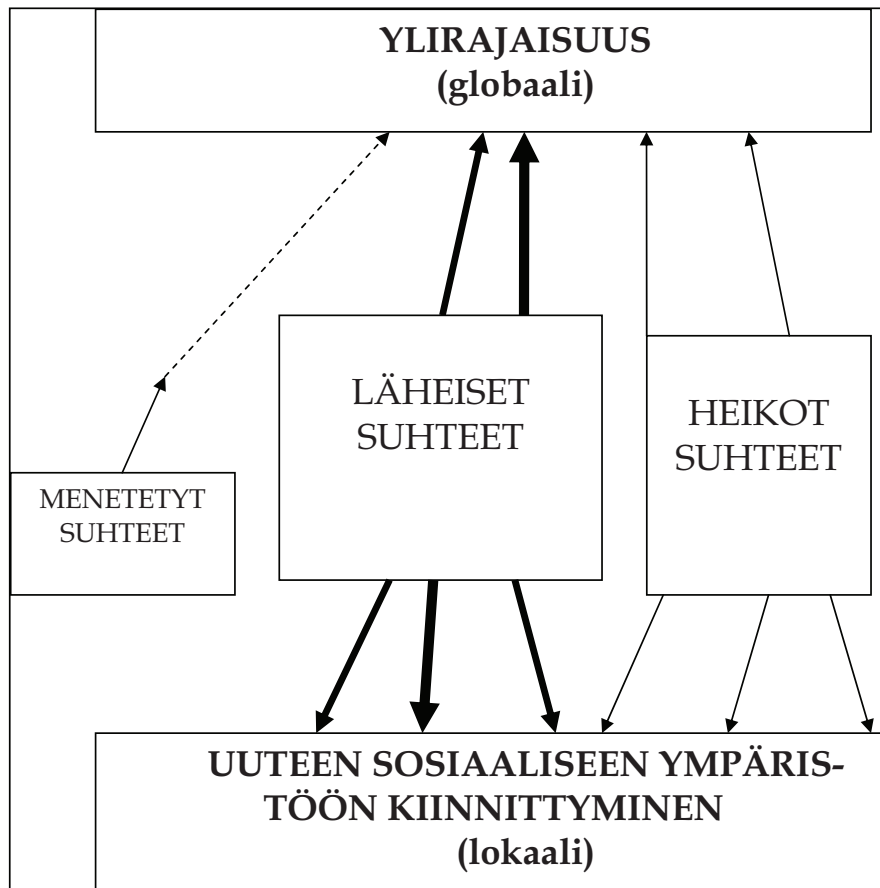 YLIRAJAISUUS
(globaali)
LÄHEISET
SUHTEET
HEIKOT
SUHTEET
MENETETYT
SUHTEET
UUTEEN SOSIAALISEEN YMPÄRIS-
TÖÖN KIINNITTYMINEN
(lokaali)